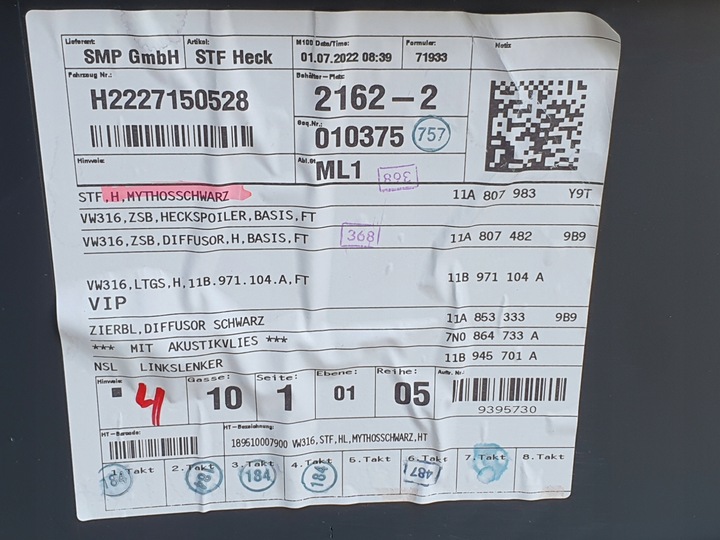 Lieferant: Artikel: M100 Date/Time: Formular: Notiz
SMP GmbH STF Heck 01.07.2022 08:39 71933
Fahrzeug Nr.: Behälter-Platz:
H2227150528 2162-2
Seq.Nr.:
010375 757
Hinweis: Abl.Ort
ML1 368
STF,H,MYTHOSSCHWARZ 11A 807 983 Y9T
VW316,ZSB,HECKSPOILER,BASIS,FT
VW316,ZSB,DIFFUSOR,H,BASIS,FT 368 11A 807 482 9B9
VW316,LTGS,H,11B.971.104.A,FT 11B 971 104 A
VIP
ZIERBL,DIFFUSOR SCHWARZ 11A 853 333 9B9
*** MIT AKUSTIKVLIES *** 7N0 864 733 A
NSL LINKSLENKER 11B 945 701 A
Hinweis: Gasse: Seite: Ebene: Reihe: Auftr. Nr.:
4 10 1 01 05
9395730
HT-Barcode: HT-Bezeichnung:
189510007900 VW316,STF,HL,MYTHOSSCHWARZ,HT
1.Takt 2.Takt 3.Takt 4.Takt 5.Takt 6.Takt 7.Takt 8.Takt
184 184 184 487